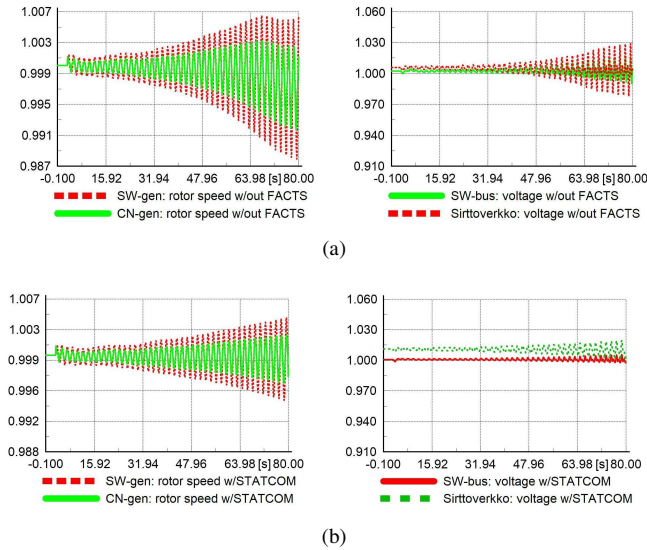 1.007
1.003
0.999
0.995
0.991
0.987
-0.100 15.92 31.94 47.96 63.98 [s] 80.00
SW-gen: rotor speed w/out FACTS
CN-gen: rotor speed w/out FACTS
1.060
1.030
1.000
0.970
0.940
0.910
-0.100 15.92 31.94 47.96 63.98 [s] 80.00
SW-bus: voltage w/out FACTS
Sirttoverkko: voltage w/out FACTS
(a)
1.007
1.003
0.999
0.996
0.992
0.988
-0.100 15.92 31.94 47.96 63.98 [s] 80.00
SW-gen: rotor speed w/STATCOM
CN-gen: rotor speed w/STATCOM
1.060
1.030
1.000
0.970
0.940
0.910
-0.100 15.92 31.94 47.96 63.98 [s] 80.00
SW-bus: voltage w/STATCOM
Sirttoverkko: voltage w/STATCOM
(b)